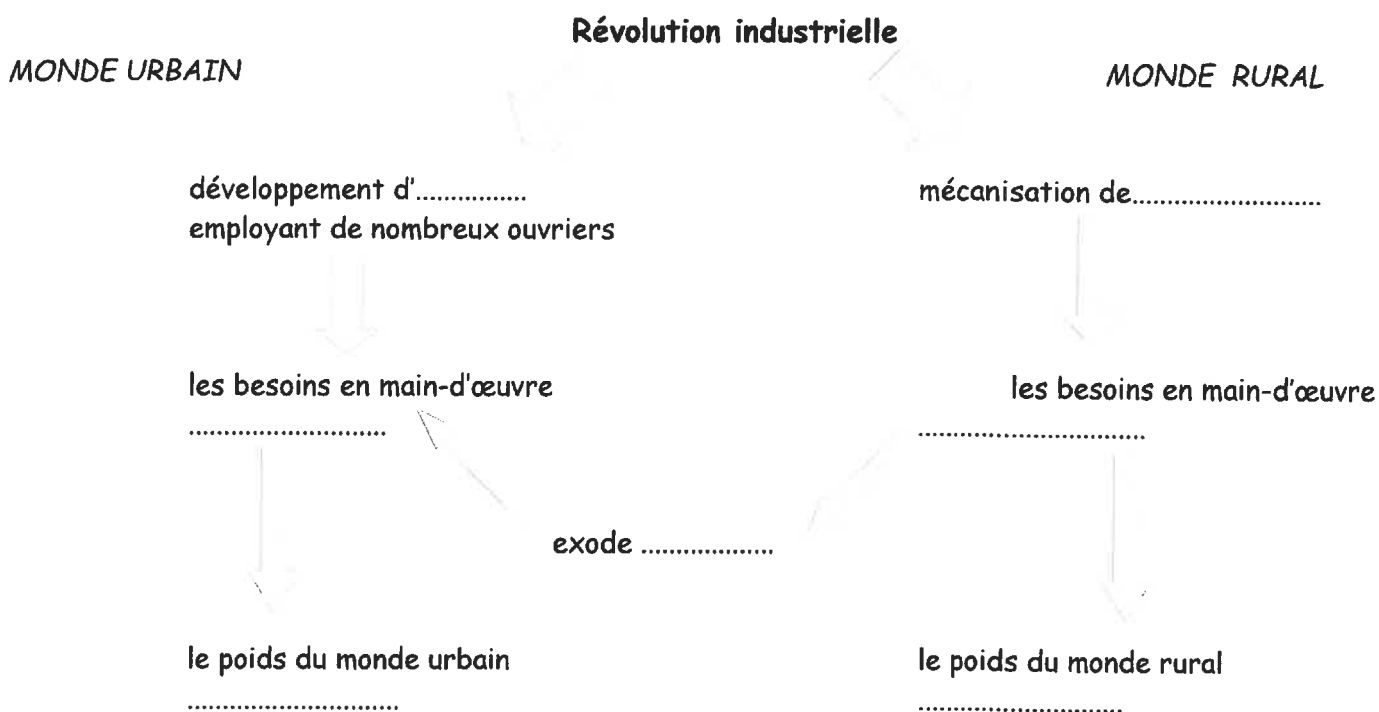 Révolution industrielle
MONDE URBAIN
MONDE RURAL
développement d'................
employant de nombreux ouvriers
mécanisation de...........................
les besoins en main-d'œuvre
............................
les besoins en main-d'œuvre
................................
exode ...................
le poids du monde urbain
..............................
le poids du monde rural
.............................